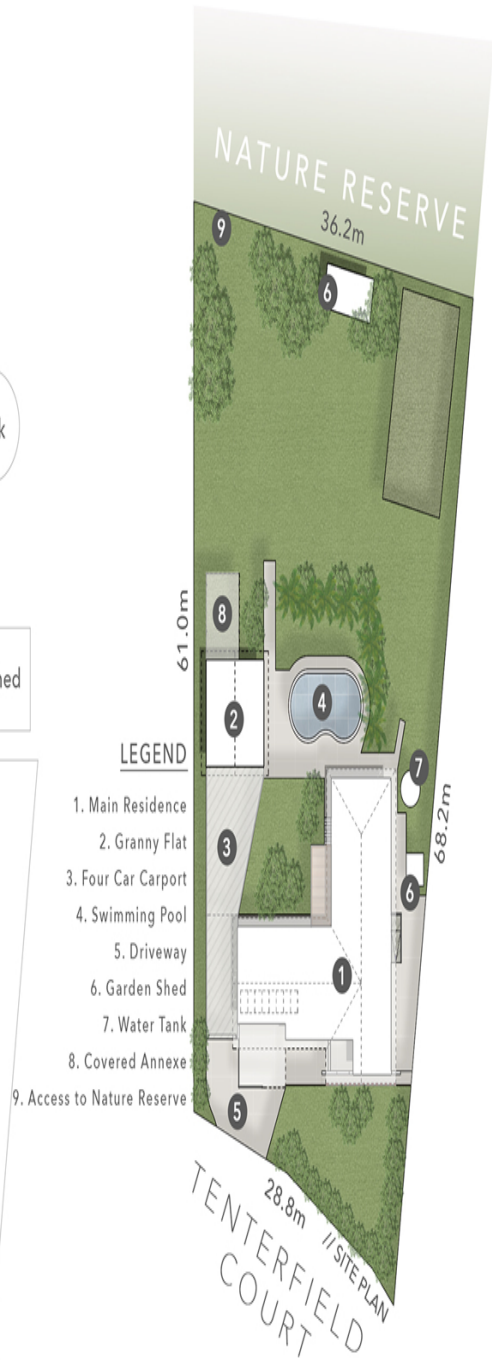 NATURE RESERVE
36.2m
9
6
8
61.0m
2
4
LEGEND
7
1. Main Residence
2. Granny Flat
3
68.2m
3. Four Car Carport
4. Swimming Pool
6
5. Driveway
1
6. Garden Shed
7. Water Tank
8. Covered Annexe
9. Access to Nature Reserve
5
28.8m
// SITE PLAN
TENTERFIELD
COURT